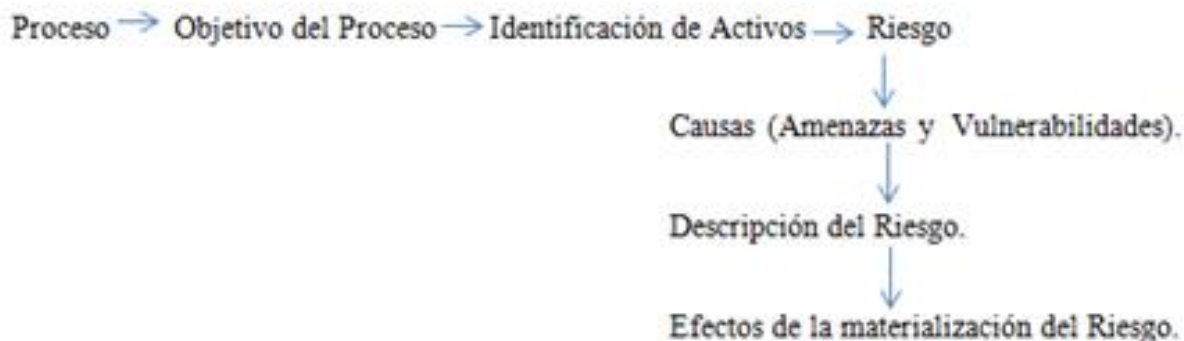 Proceso → Objetivo del Proceso → Identificación de Activos → Riesgo
Causas (Amenazas y Vulnerabilidades).
Descripción del Riesgo.
Efectos de la materialización del Riesgo.